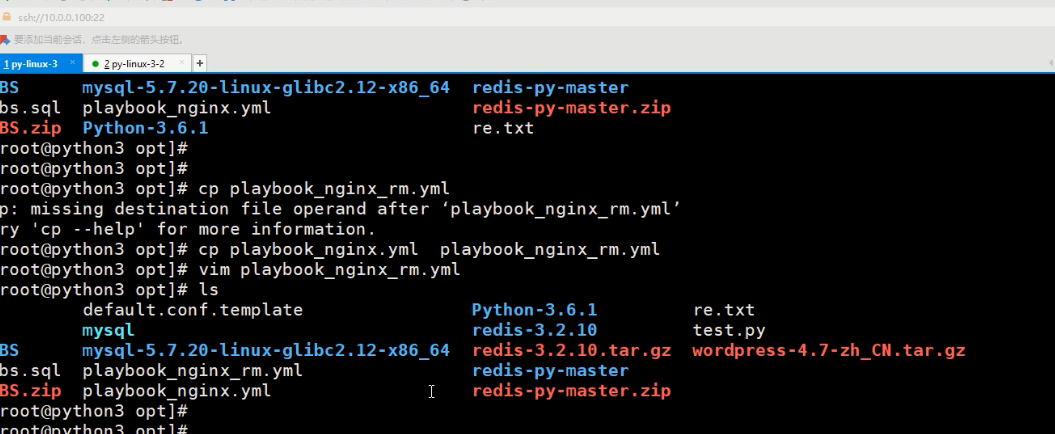 ssh://10.0.0.100:22
要添加当前会话，点击左侧的箭头按钮。
1 py-linux-3 × 2 py-linux-3-2 × +
BS mysql-5.7.20-linux-glibc2.12-x86_64 redis-py-master
bs.sql playbook_nginx.yml redis-py-master.zip
BS.zip Python-3.6.1 re.txt
root@python3 opt]#
root@python3 opt]#
root@python3 opt]# cp playbook_nginx_rm.yml
p: missing destination file operand after ‘playbook_nginx_rm.yml’
ry 'cp --help' for more information.
root@python3 opt]# cp playbook_nginx.yml  playbook_nginx_rm.yml
root@python3 opt]# vim playbook_nginx_rm.yml
root@python3 opt]# ls
default.conf.template Python-3.6.1 re.txt
mysql redis-3.2.10 test.py
BS mysql-5.7.20-linux-glibc2.12-x86_64 redis-3.2.10.tar.gz wordpress-4.7-zh_CN.tar.gz
bs.sql playbook_nginx_rm.yml redis-py-master
BS.zip playbook_nginx.yml redis-py-master.zip
root@python3 opt]#
root@python3 opt]#